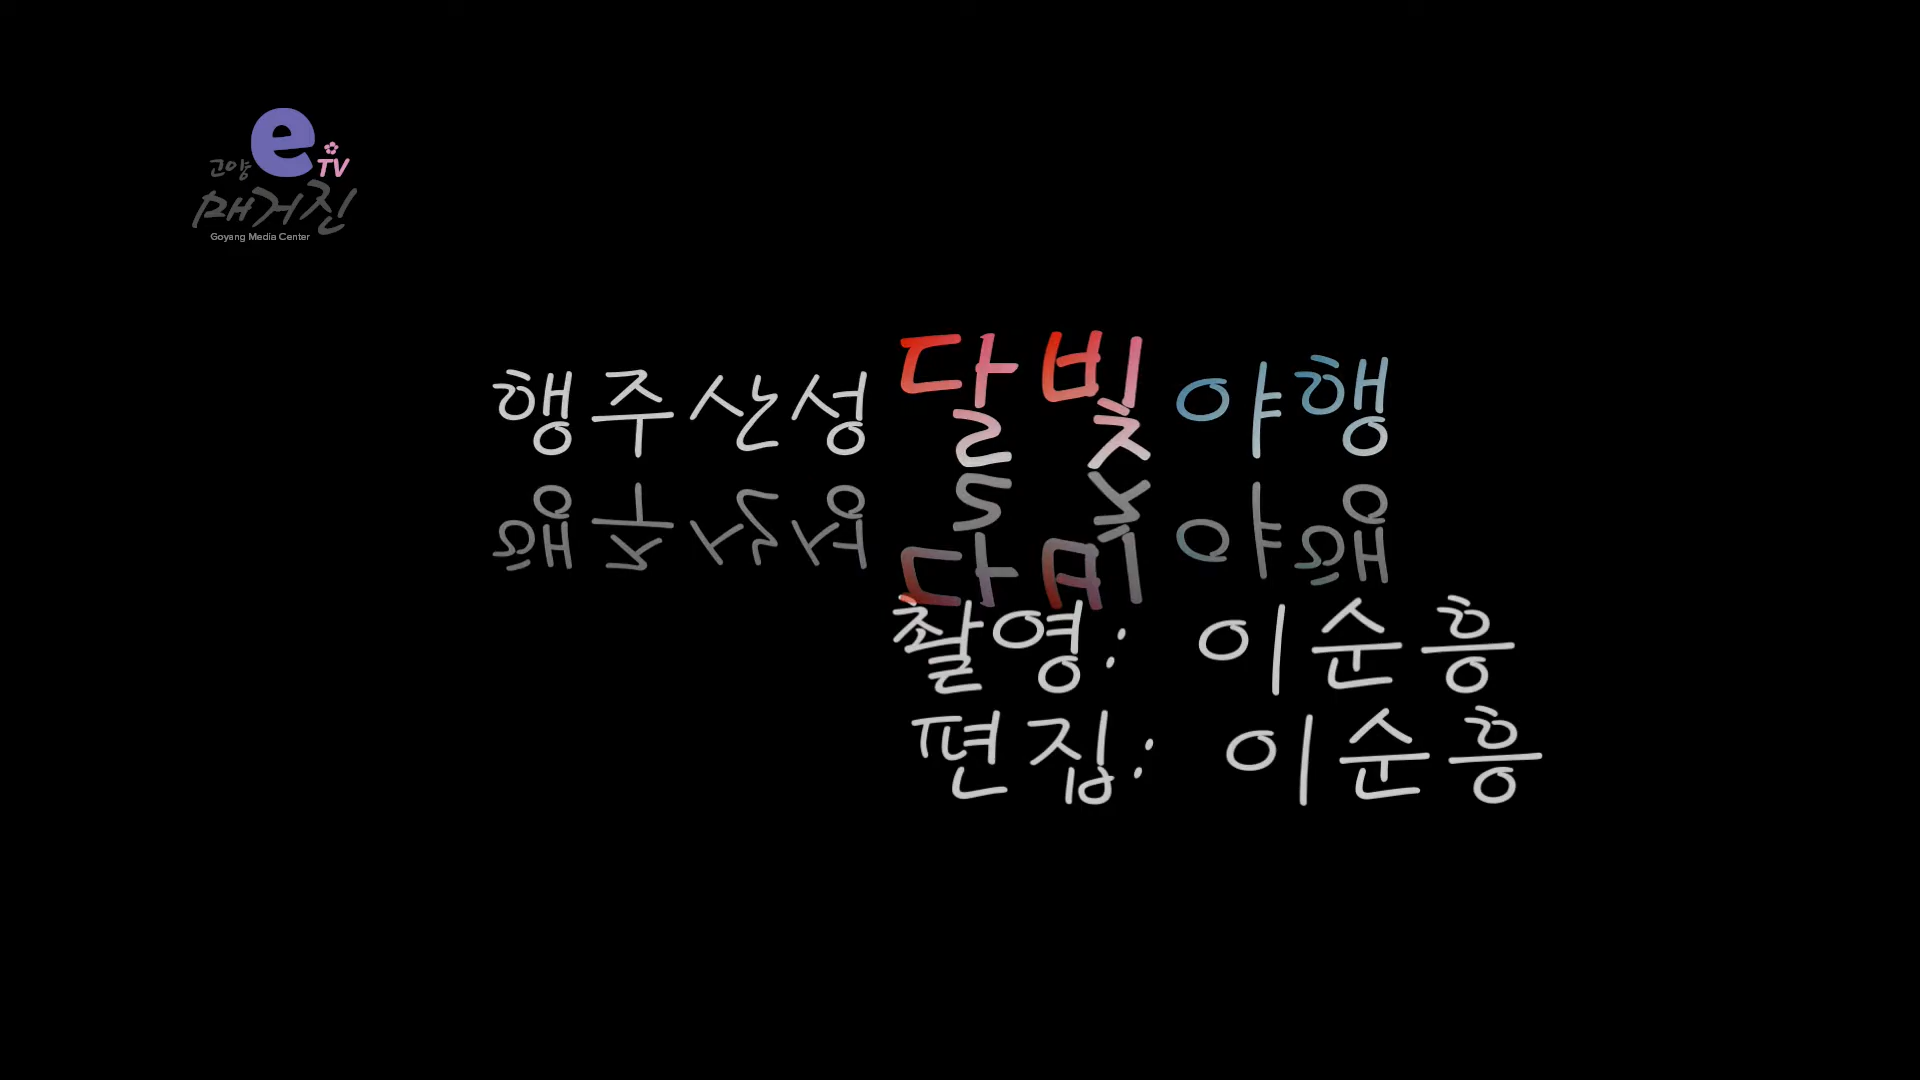 고양 e TV
매거진
Goyang Media Center
행주산성 달빛 야행
촬영: 이순흥
편집: 이순흥